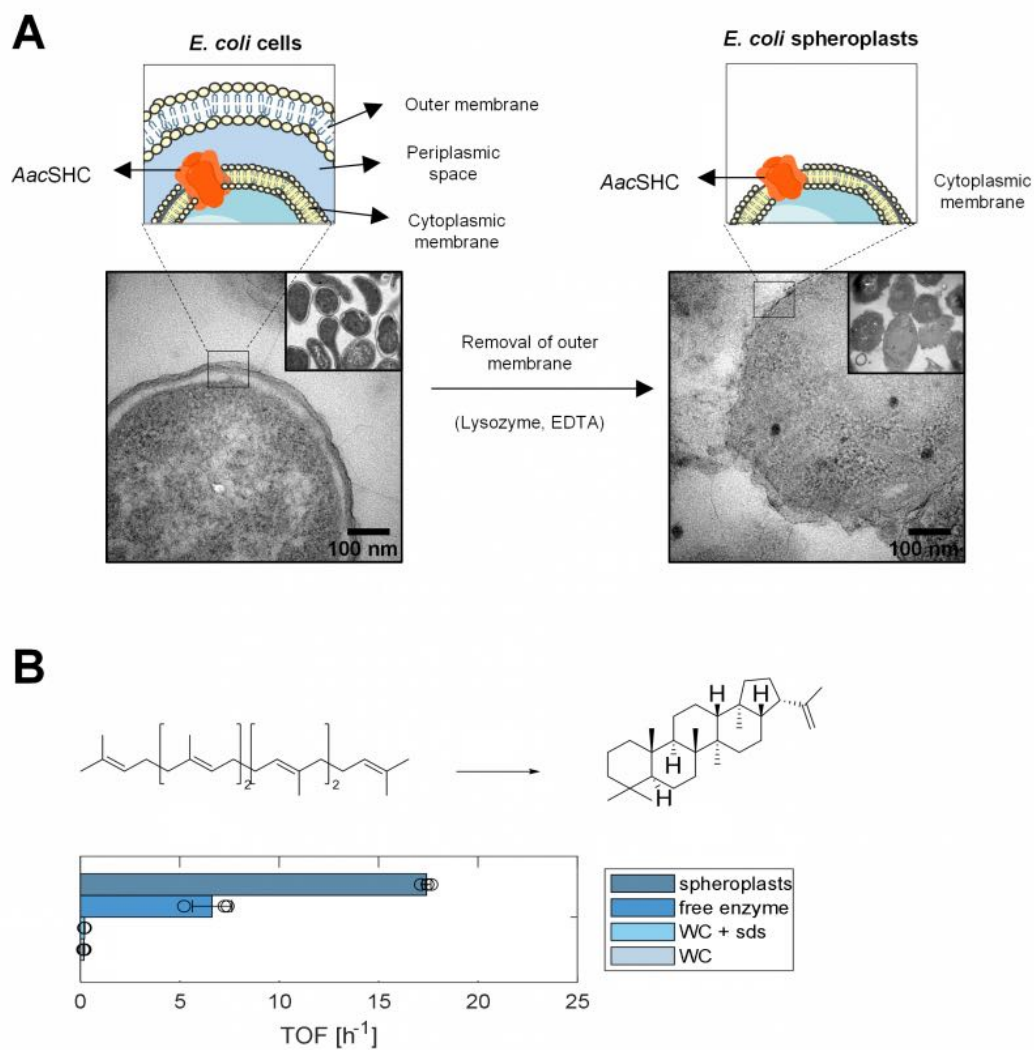 A
E. coli cells
E. coli spheroplasts
Outer membrane
Periplasmic
space
AacSHC
Cytoplasmic
membrane
AacSHC
Cytoplasmic
membrane
Removal of outer
membrane
(Lysozyme, EDTA)
100 nm
100 nm
B
2
2
H
H
H
H
spheroplasts
free enzyme
WC + sds
WC
0
5
10
15
20
25
TOF [h-1]